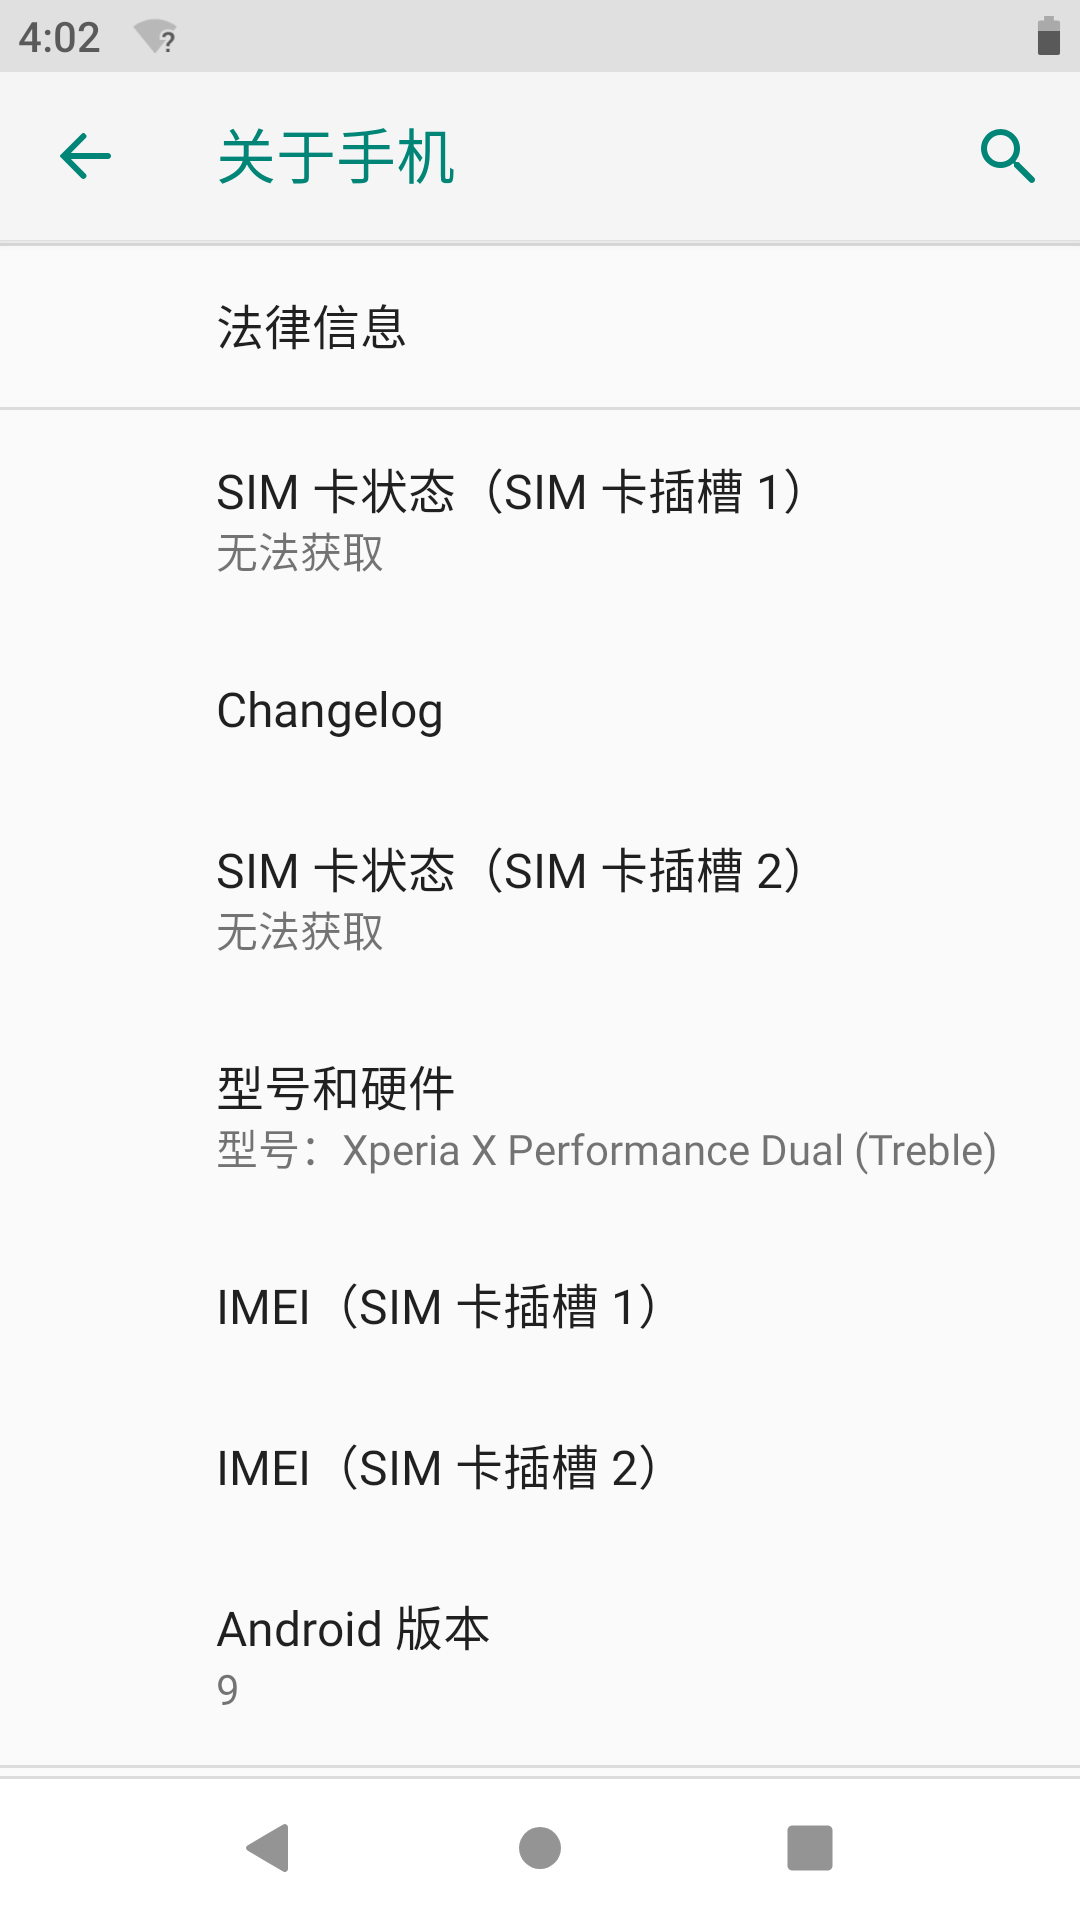 4:02
关于手机
法律信息
SIM 卡状态（SIM 卡插槽 1）
无法获取
Changelog
SIM 卡状态（SIM 卡插槽 2）
无法获取
型号和硬件
型号：Xperia X Performance Dual (Treble)
IMEI（SIM 卡插槽 1）
IMEI（SIM 卡插槽 2）
Android 版本
9